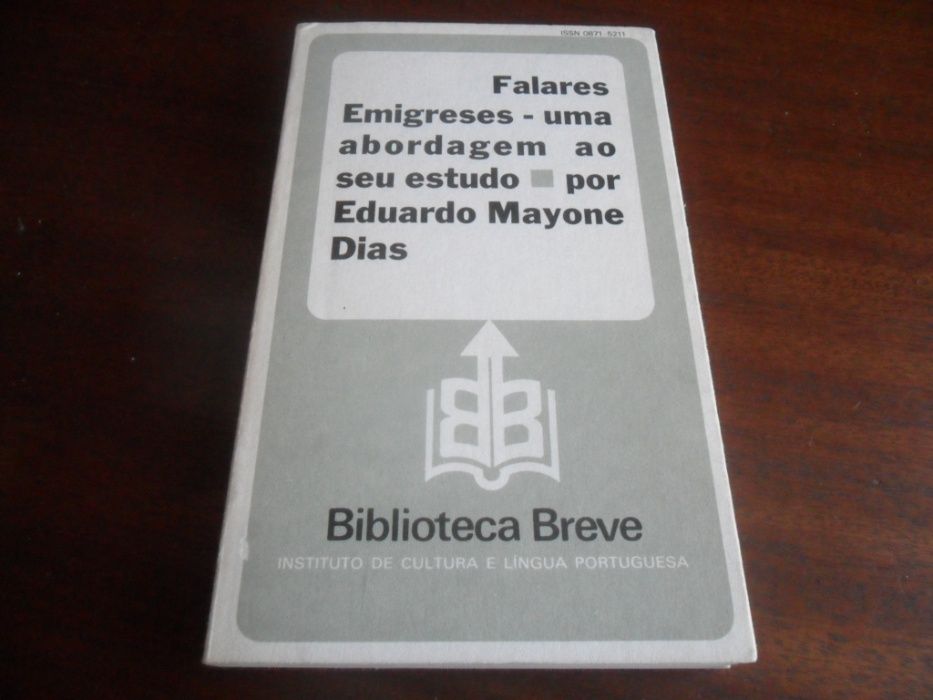 ISSN 0871-5211
Falares
Emigreses - uma
abordagem ao
seu estudo ■ por
Eduardo Mayone
Dias
BB
Biblioteca Breve
INSTITUTO DE CULTURA E LÍNGUA PORTUGUESA